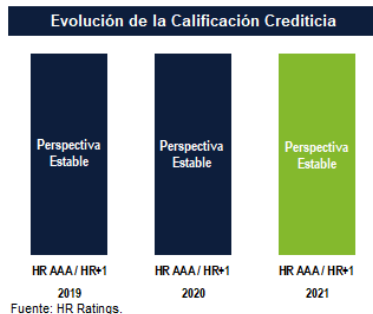 Evolución de la Calificación Crediticia
Perspectiva
Estable
Perspectiva
Estable
Perspectiva
Estable
HR AAA / HR+1
HR AAA / HR+1
HR AAA / HR+1
2019
2020
2021
Fuente: HR Ratings.